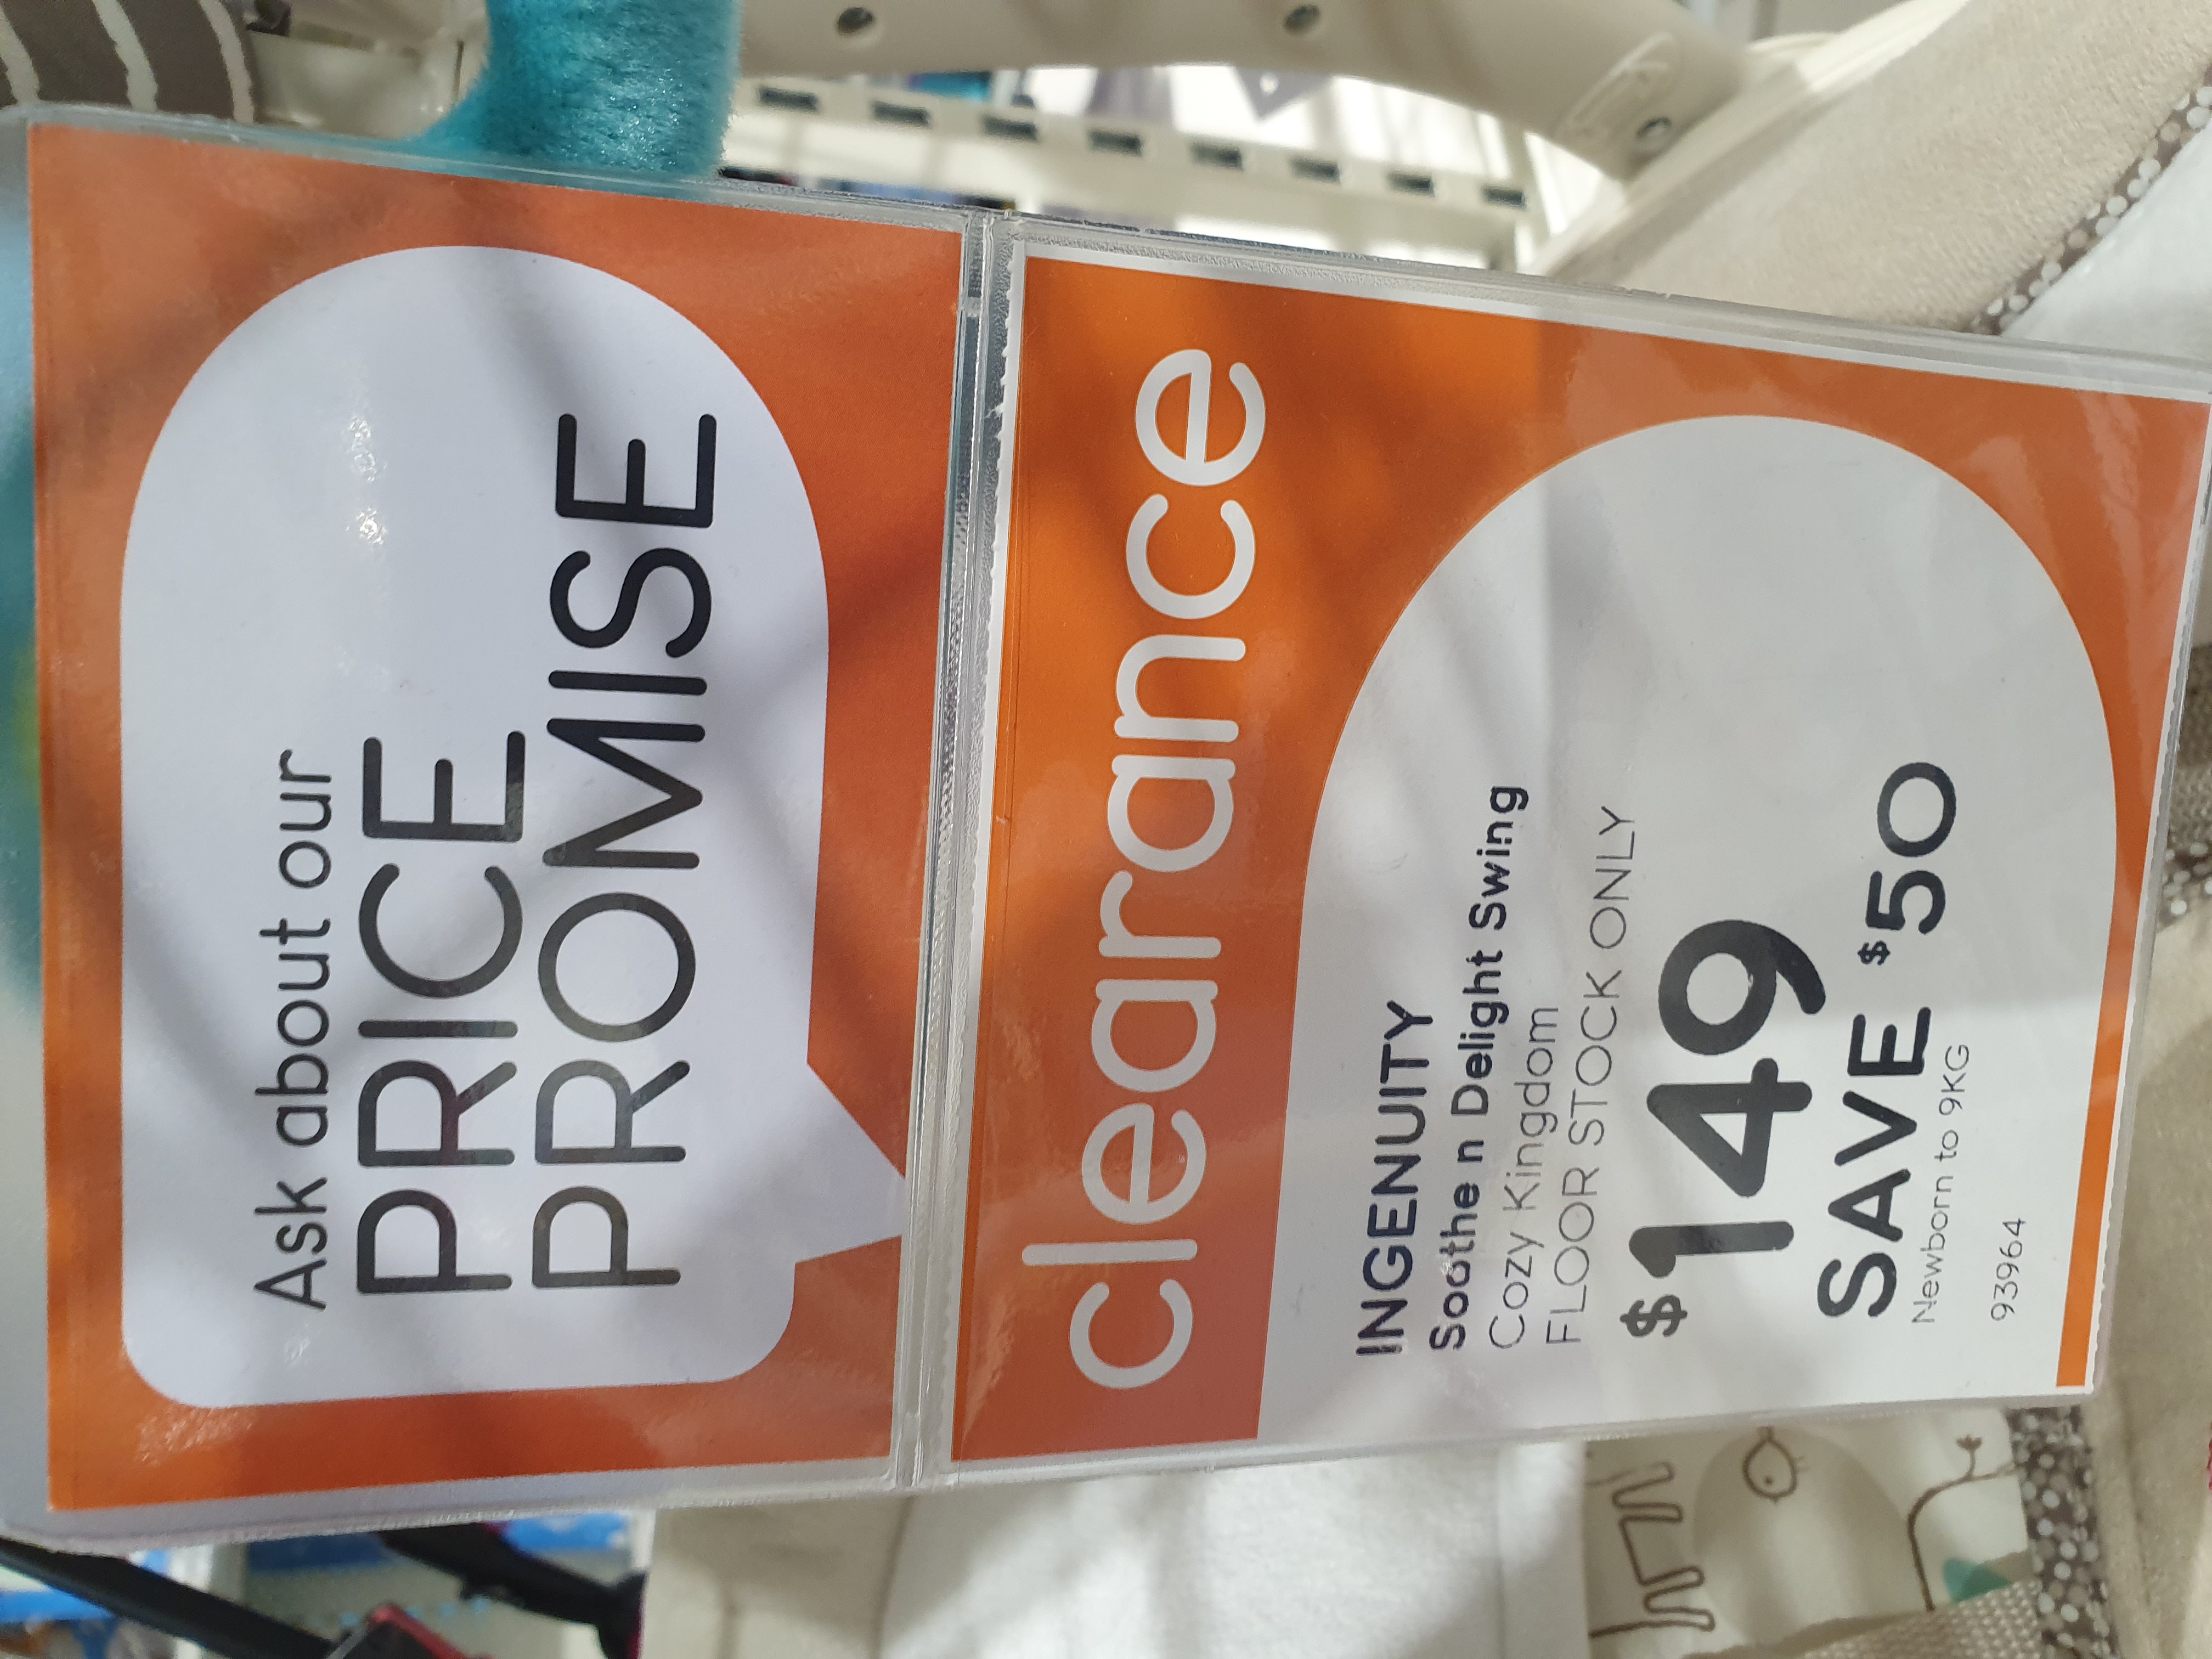 Ask about our
PRICE
PROMISE
clearance
INGENUITY
Soothe n Delight Swing
Cozy Kingdom
FLOOR STOCK ONLY
$149
SAVE $50
Newborn to 9KG
93964